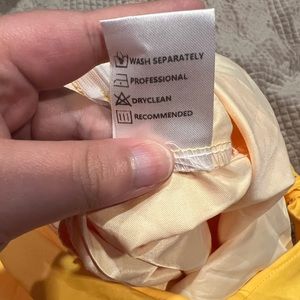 WASH SEPARATELY
PROFESSIONAL
DRYCLEAN
RECOMMENDED